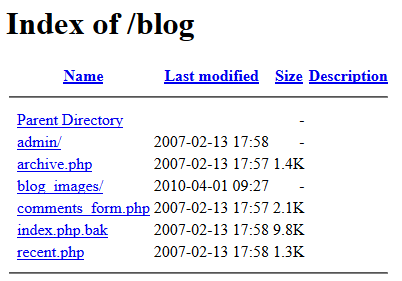 Index of /blog
Name Last modified Size Description
Parent Directory -
admin/ 2007-02-13 17:58 -
archive.php 2007-02-13 17:57 1.4K
blog_images/ 2010-04-01 09:27 -
comments_form.php 2007-02-13 17:57 2.1K
index.php.bak 2007-02-13 17:58 9.8K
recent.php 2007-02-13 17:58 1.3K